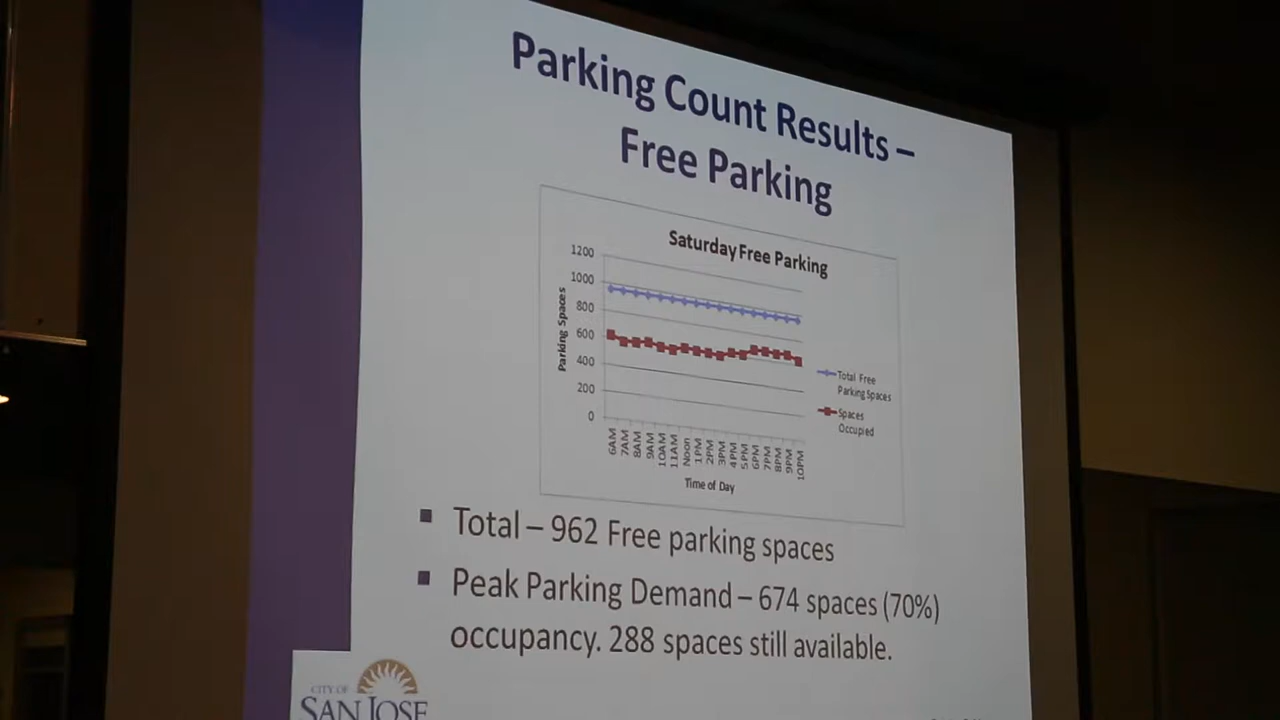 Parking Count Results –
Free Parking
Saturday Free Parking
1200
1000
800
600
400
200
0
Parking Spaces
6AM
7AM
8AM
9AM
10AM
11AM
Noon
1PM
2PM
3PM
4PM
5PM
6PM
7PM
8PM
9PM
10PM
Time of Day
Total Free
Parking Spaces
Spaces
Occupied
Total – 962 Free parking spaces
Peak Parking Demand – 674 spaces (70%)
occupancy. 288 spaces still available.
CITY OF
SAN JOSE